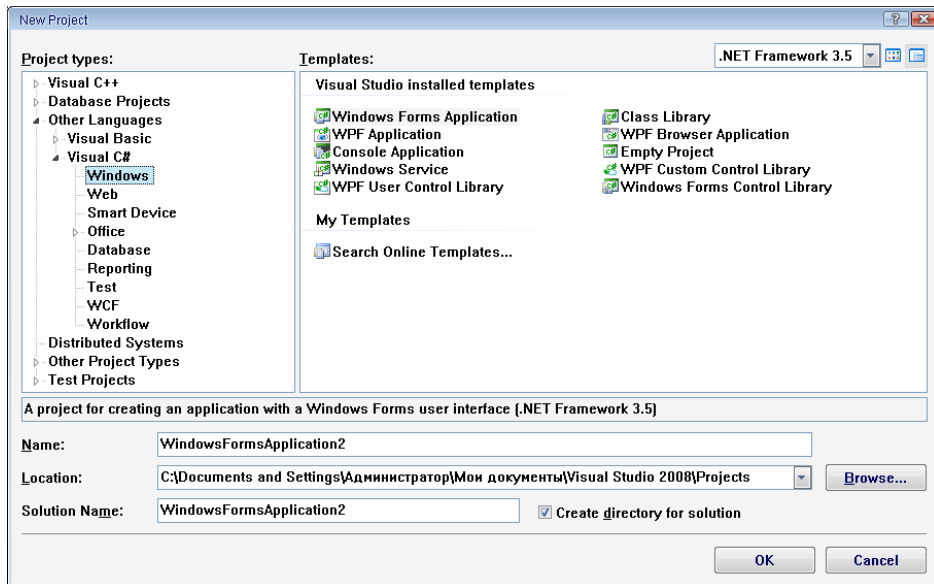 New Project
Project types:
Templates:
.NET Framework 3.5
Visual C++
Database Projects
Other Languages
Visual Basic
Visual C#
Windows
Web
Smart Device
Office
Database
Reporting
Test
WCF
Workflow
Distributed Systems
Other Project Types
Test Projects
Visual Studio installed templates
Windows Forms Application
WPF Application
Console Application
Windows Service
WPF User Control Library
Class Library
WPF Browser Application
Empty Project
WPF Custom Control Library
Windows Forms Control Library
My Templates
Search Online Templates...
A project for creating an application with a Windows Forms user interface (.NET Framework 3.5)
Name: WindowsFormsApplication2
Location: C:\Documents and Settings\Администратор\Мои документы\Visual Studio 2008\Projects Browse...
Solution Name: WindowsFormsApplication2 Create directory for solution
OK Cancel